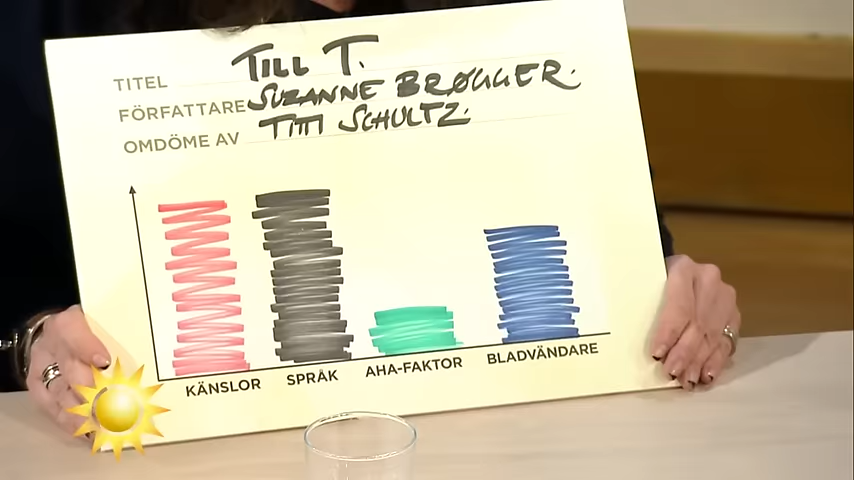 TITEL TILL T.
FÖRFATTARE SUZANNE BRØGGER.
OMDÖME AV TITTI SCHULTZ.
KÄNSLOR SPRÅK AHA-FAKTOR BLADVÄNDARE